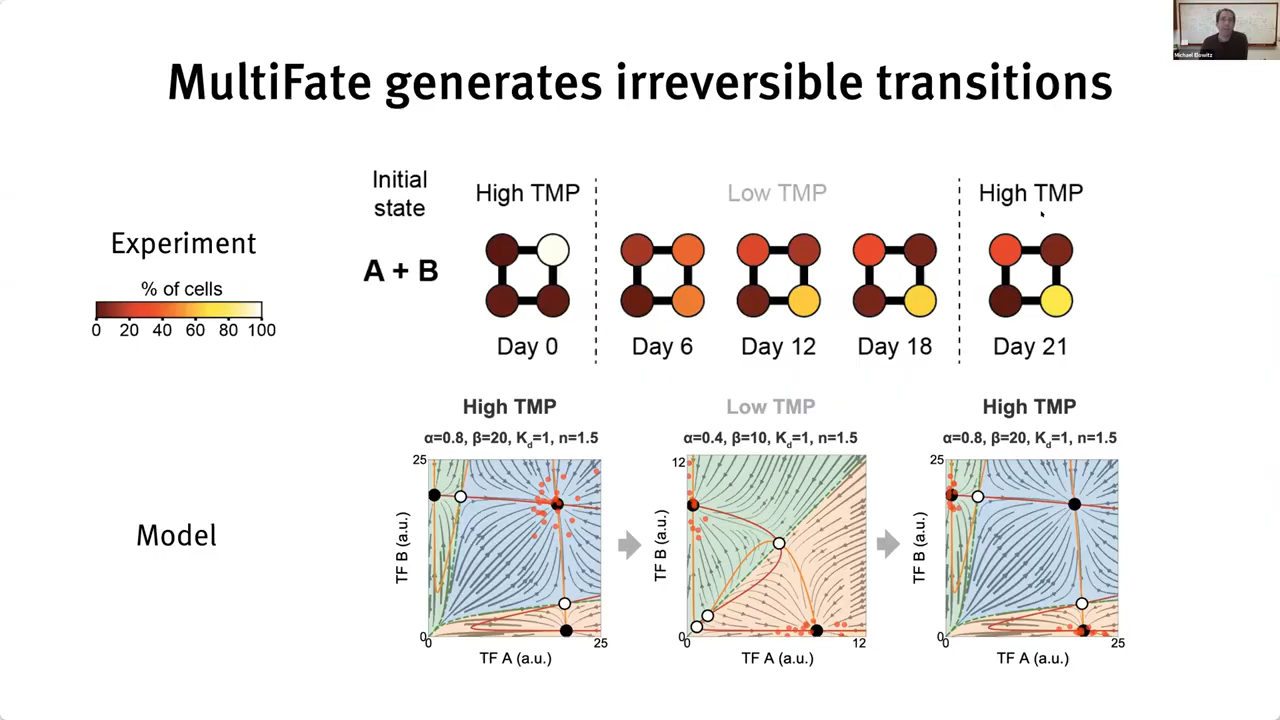 MultiFate generates irreversible transitions
Michael Elowitz
Initial
state
High TMP
Low TMP
High TMP
Experiment
A + B
% of cells
0 20 40 60 80 100
Day 0
Day 6
Day 12
Day 18
Day 21
High TMP
Low TMP
High TMP
α=0.8, β=20, Kd=1, n=1.5
α=0.4, β=10, Kd=1, n=1.5
α=0.8, β=20, Kd=1, n=1.5
Model
25
TF B (a.u.)
0
25
TF A (a.u.)
12
TF B (a.u.)
0
0
12
TF A (a.u.)
25
TF B (a.u.)
0
25
TF A (a.u.)